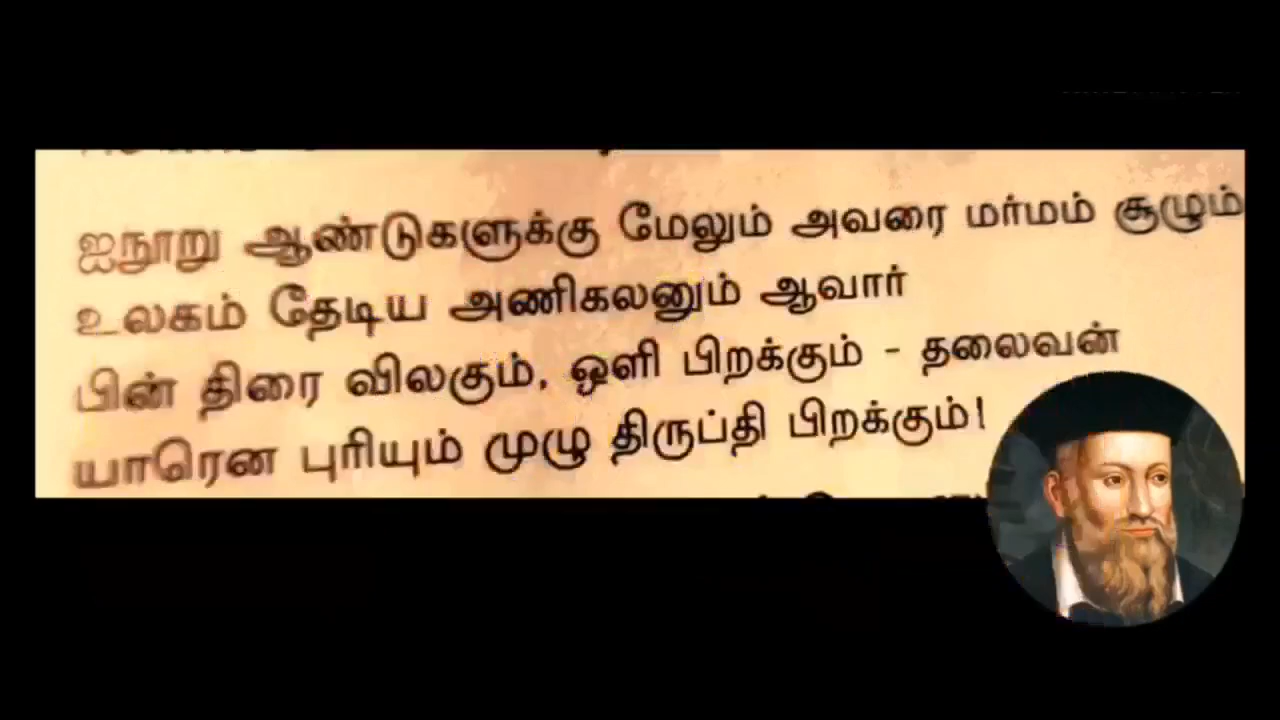 ஐநூறு ஆண்டுகளுக்கு மேலும் அவரை மர்மம் சூழும்
உலகம் தேடிய அணிகலனும் ஆவார்
பின் திரை விலகும், ஒளி பிறக்கும் - தலைவன்
யாரென புரியும் முழு திருப்தி பிறக்கும்!